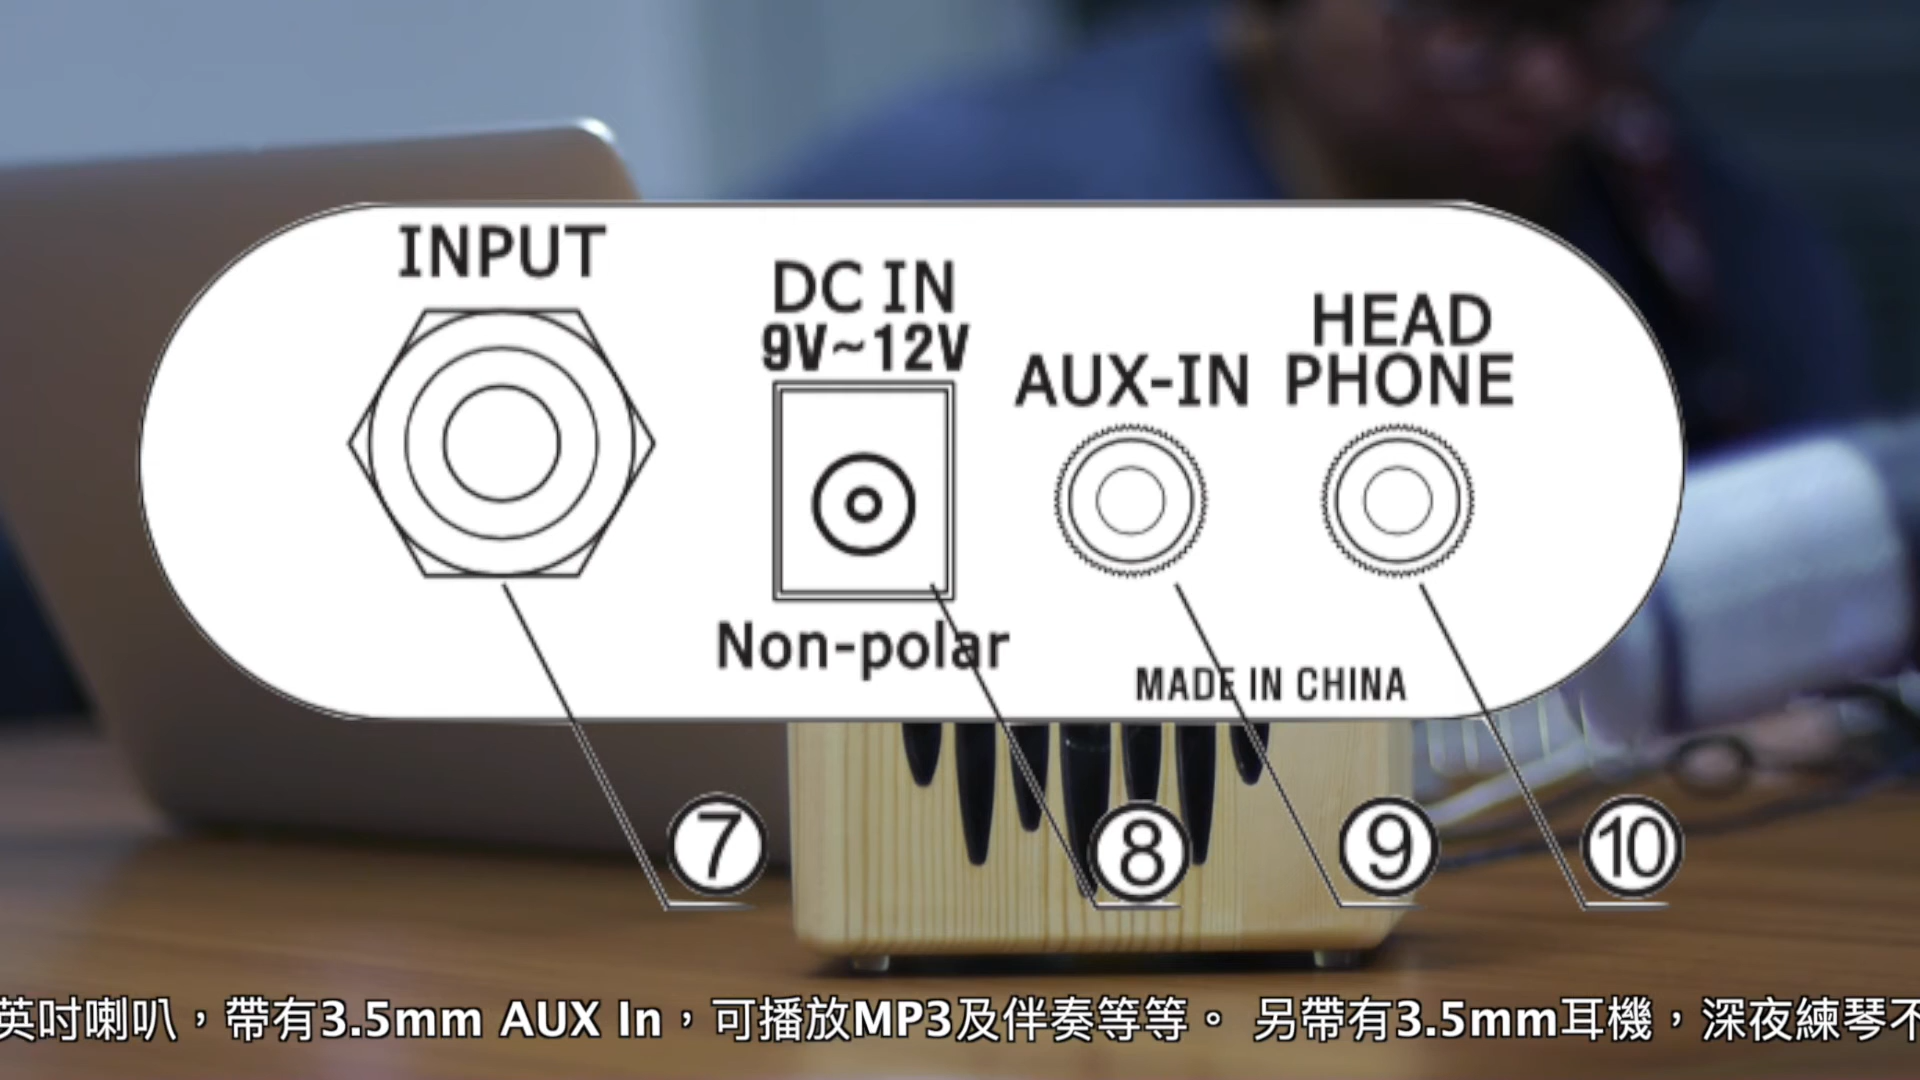 INPUT
DC IN
9V~12V
AUX-IN
HEAD
PHONE
Non-polar
MADE IN CHINA
⑦
⑧
⑨
⑩
英吋喇叭，帶有3.5mm AUX In，可播放MP3及伴奏等等。 另帶有3.5mm耳機，深夜練琴不